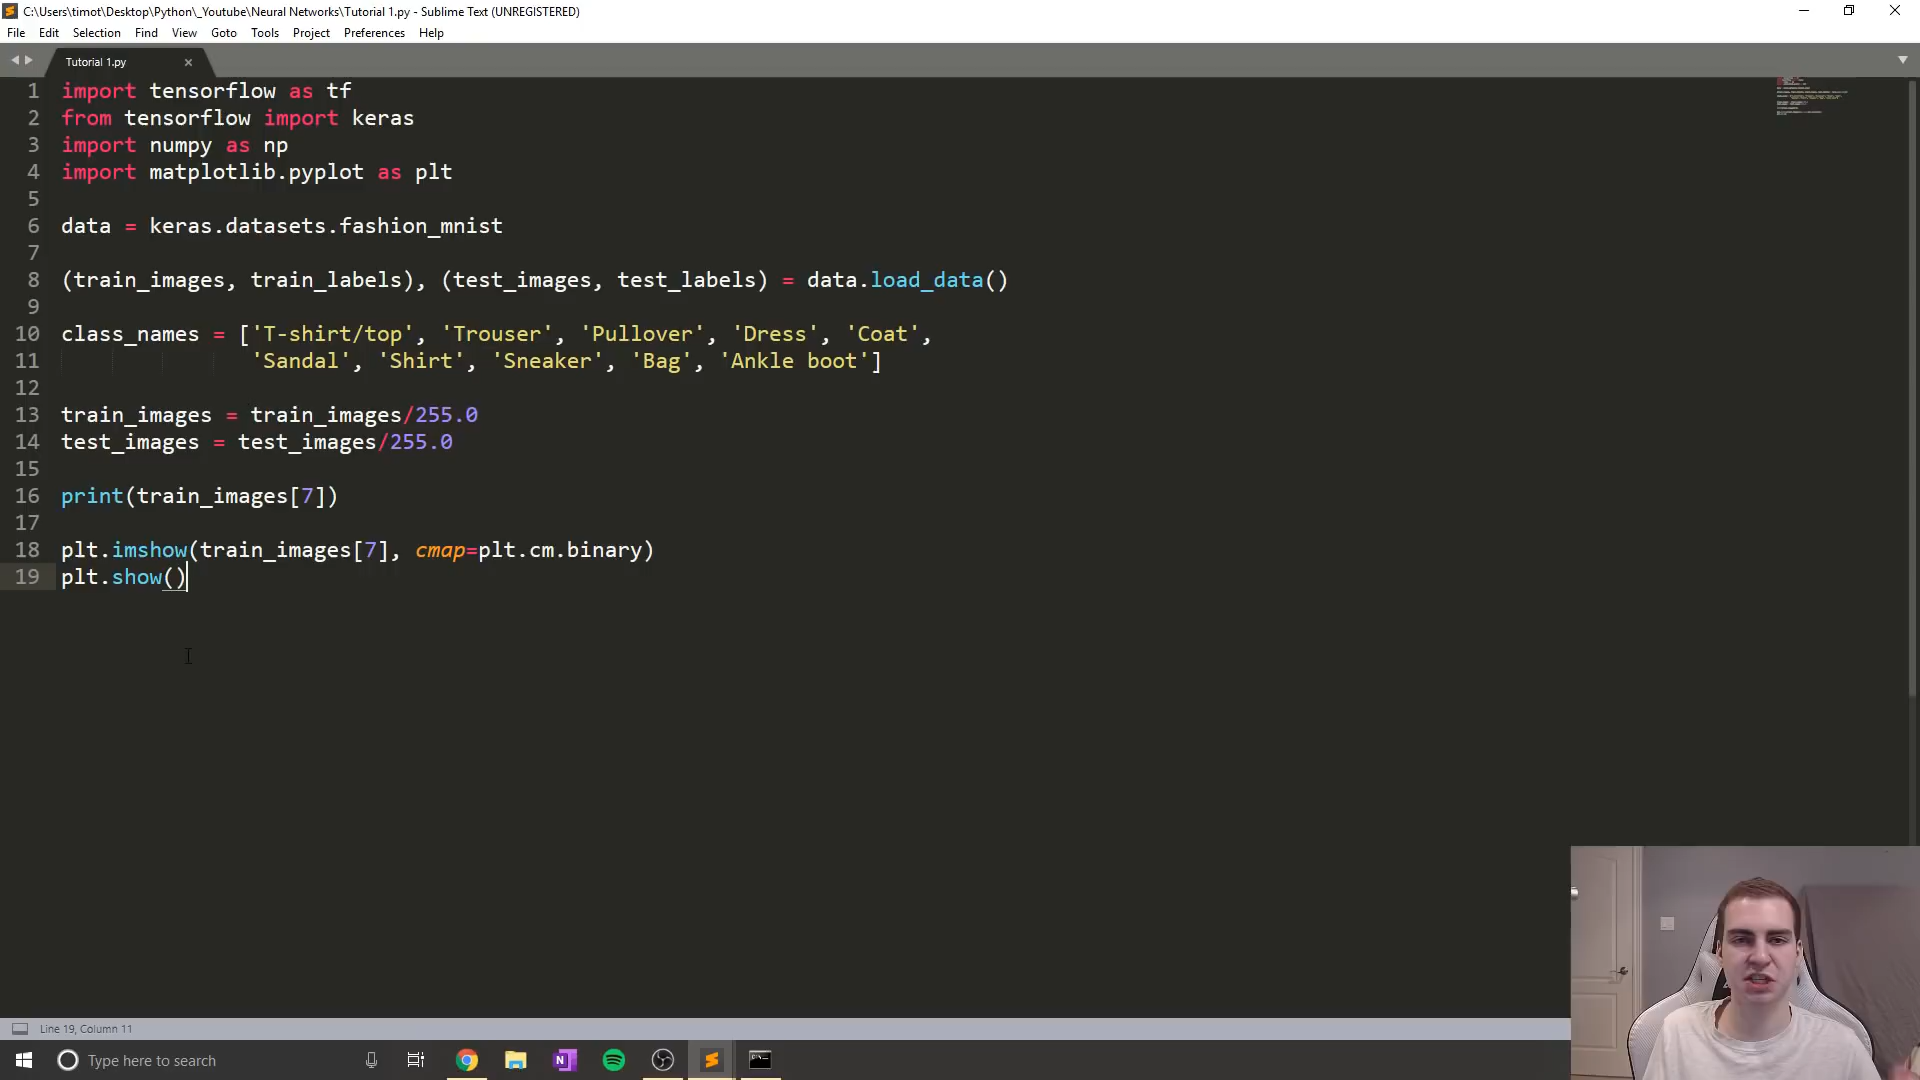 C:\Users\timot\Desktop\Python\_Youtube\Neural Networks\Tutorial 1.py - Sublime Text (UNREGISTERED)
File Edit Selection Find View Goto Tools Project Preferences Help
Tutorial 1.py
1 import tensorflow as tf
2 from tensorflow import keras
3 import numpy as np
4 import matplotlib.pyplot as plt
5
6 data = keras.datasets.fashion_mnist
7
8 (train_images, train_labels), (test_images, test_labels) = data.load_data()
9
10 class_names = ['T-shirt/top', 'Trouser', 'Pullover', 'Dress', 'Coat',
11 'Sandal', 'Shirt', 'Sneaker', 'Bag', 'Ankle boot']
12
13 train_images = train_images/255.0
14 test_images = test_images/255.0
15
16 print(train_images[7])
17
18 plt.imshow(train_images[7], cmap=plt.cm.binary)
19 plt.show()
Line 19, Column 11
Type here to search